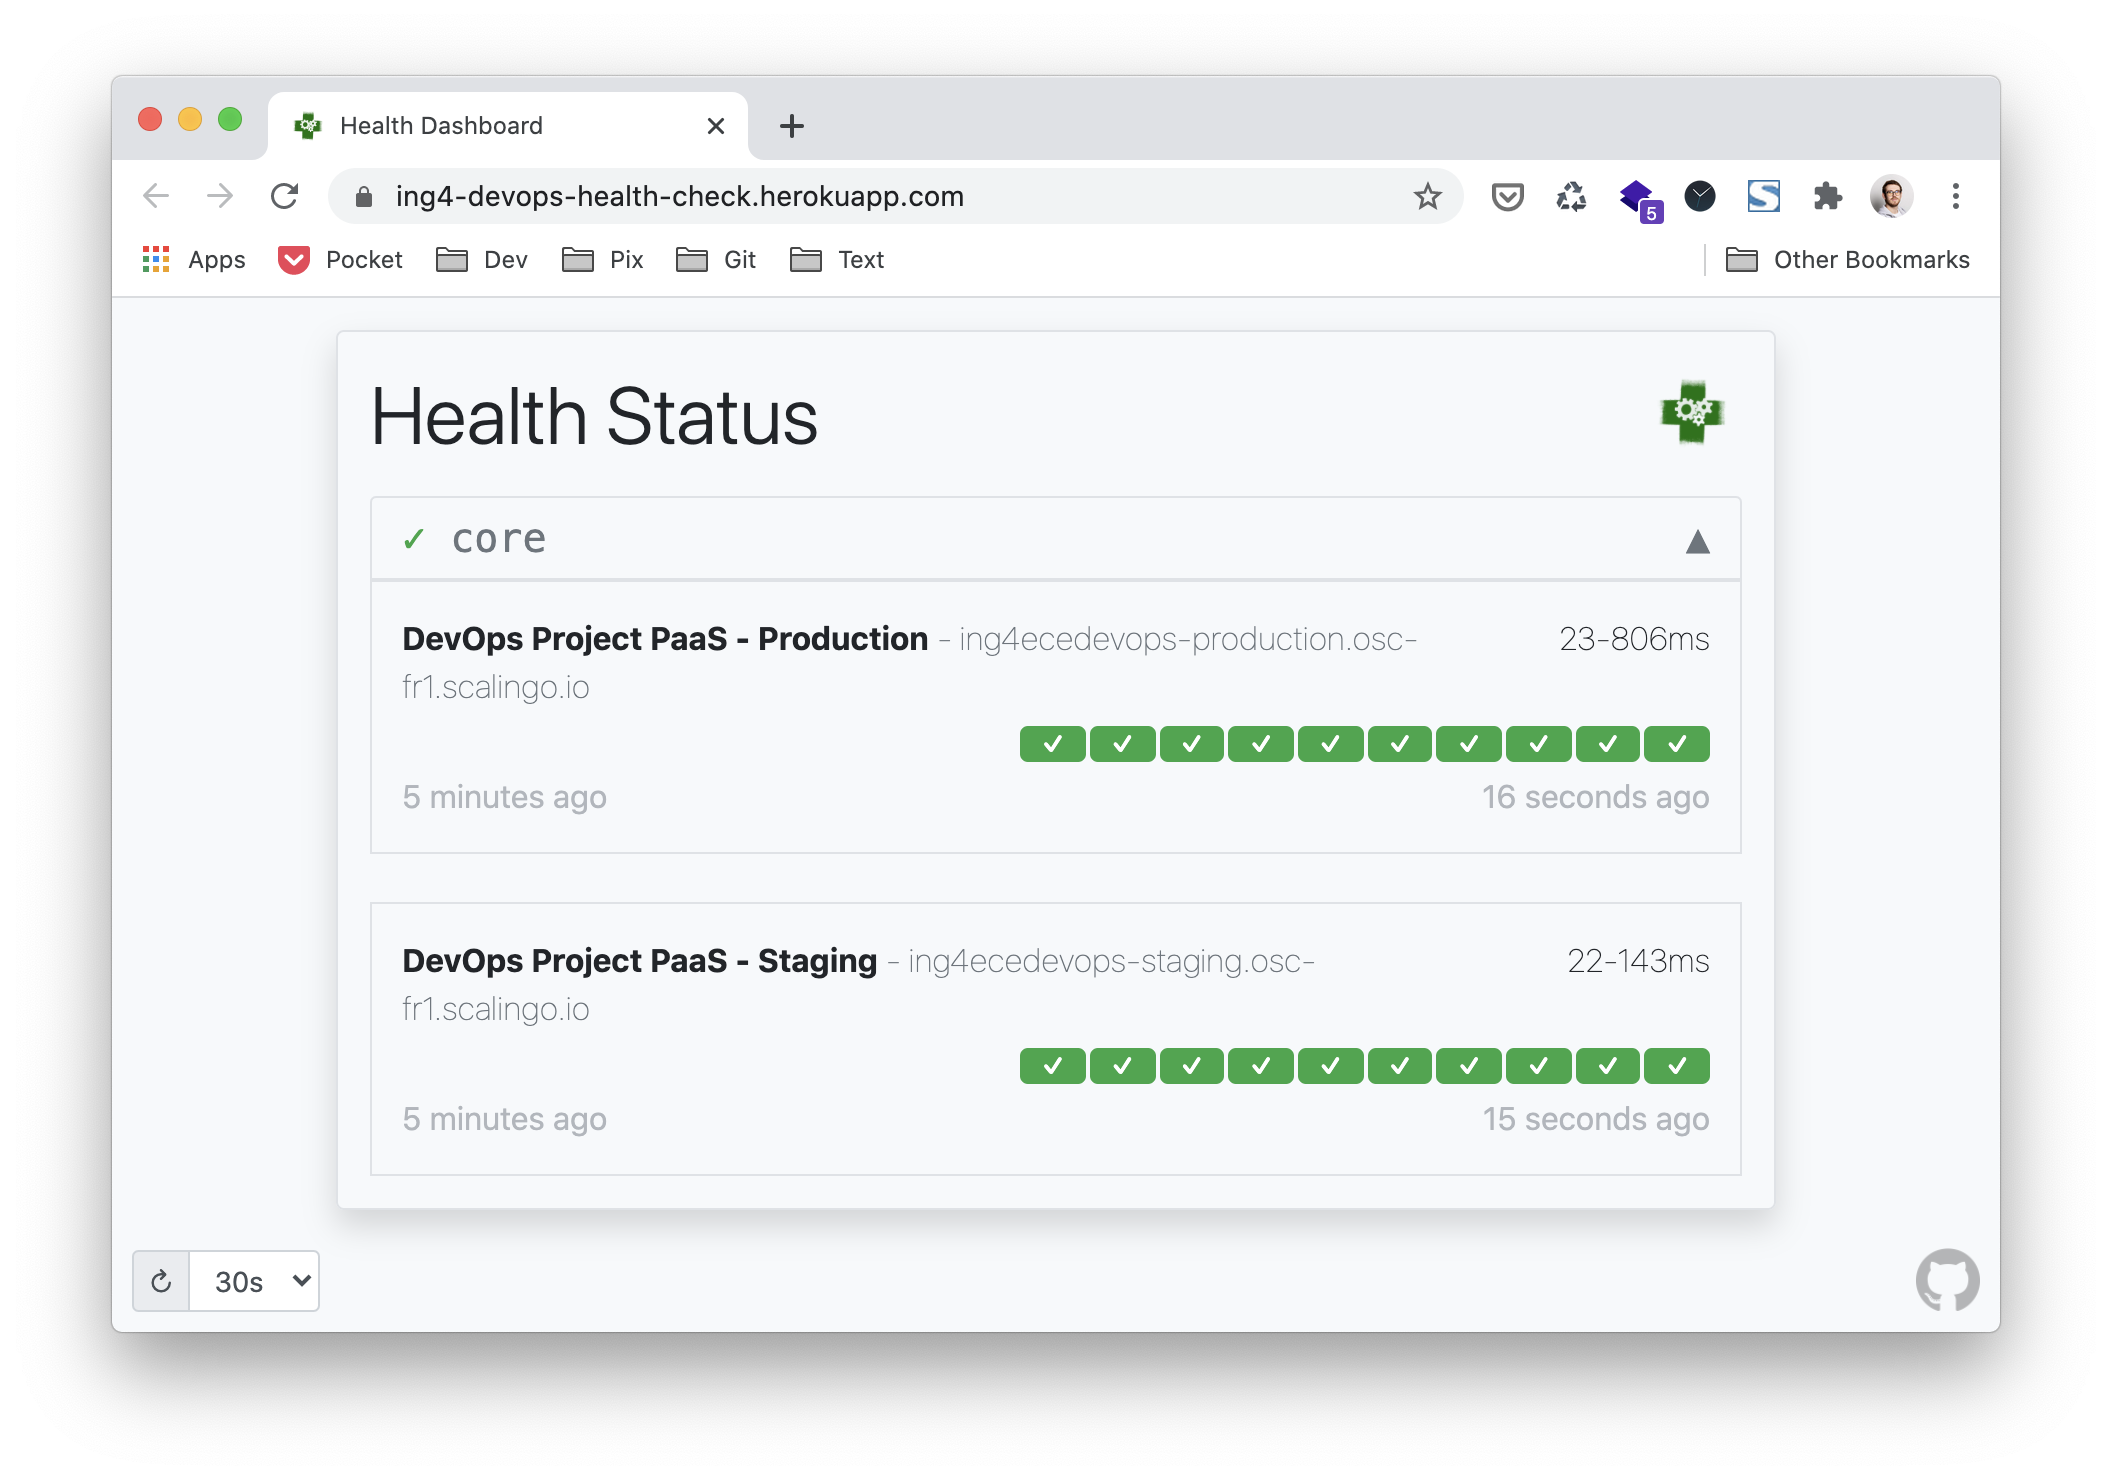 Health Dashboard
ing4-devops-health-check.herokuapp.com
5
Apps Pocket Dev Pix Git Text Other Bookmarks
Health Status
✓ core ▲
DevOps Project PaaS - Production - ing4ecedevops-production.osc- 23-806ms
fr1.scalingo.io
✓ ✓ ✓ ✓ ✓ ✓ ✓ ✓ ✓ ✓
5 minutes ago 16 seconds ago
DevOps Project PaaS - Staging - ing4ecedevops-staging.osc- 22-143ms
fr1.scalingo.io
✓ ✓ ✓ ✓ ✓ ✓ ✓ ✓ ✓ ✓
5 minutes ago 15 seconds ago
30s